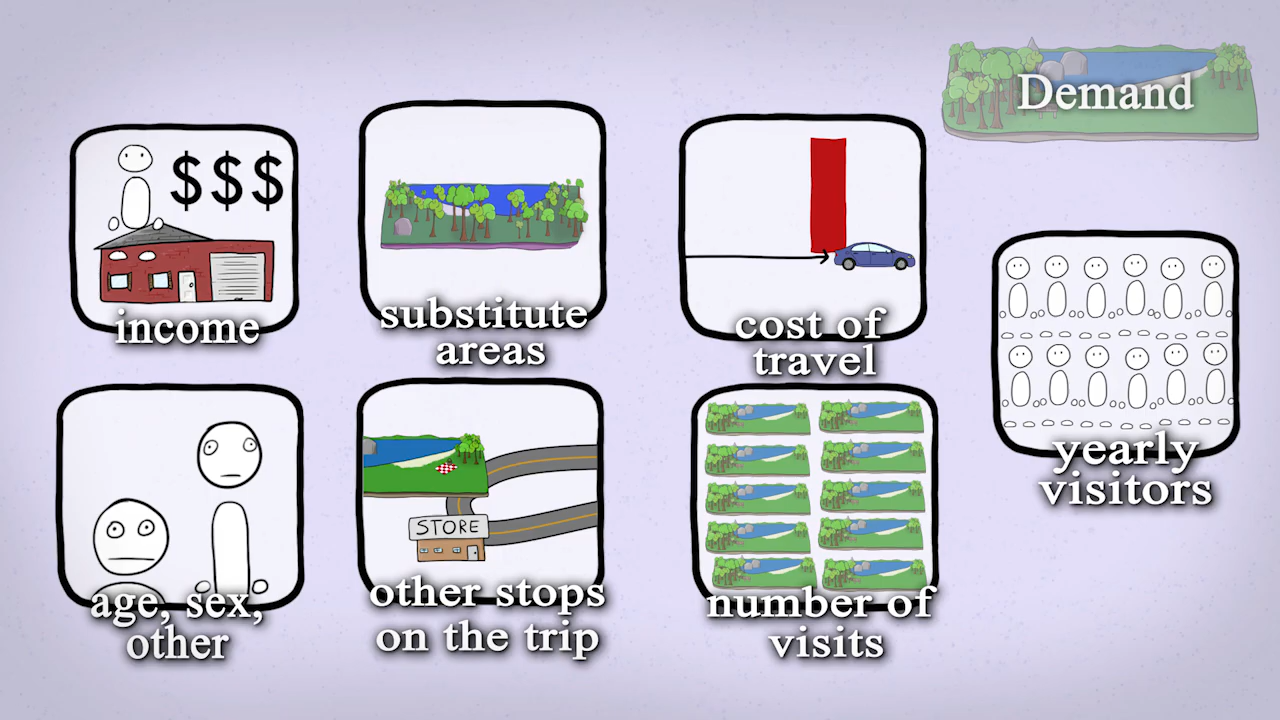 Demand
$$$
income
substitute
areas
cost of
travel
yearly
visitors
age, sex,
other
STORE
other stops
on the trip
number of
visits